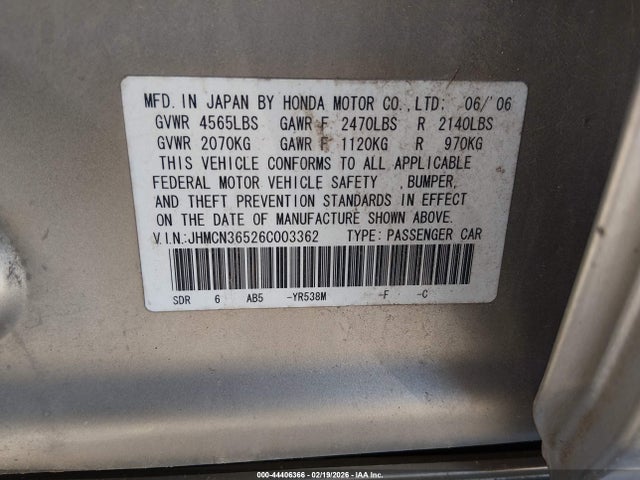 MFD. IN JAPAN BY HONDA MOTOR CO.,LTD: 06/'06
GVWR 4565LBS GAWR F 2470LBS R 2140LBS
GVWR 2070KG GAWR F 1120KG R 970KG
THIS VEHICLE CONFORMS TO ALL APPLICABLE
FEDERAL MOTOR VEHICLE SAFETY ,BUMPER,
AND THEFT PREVENTION STANDARDS IN EFFECT
ON THE DATE OF MANUFACTURE SHOWN ABOVE.
V.I.N.:JHMCN36526C003362 TYPE: PASSENGER CAR
SDR 6 AB5 -YR538M -F -C
000-44406366 - 02/19/2026 - IAA Inc.